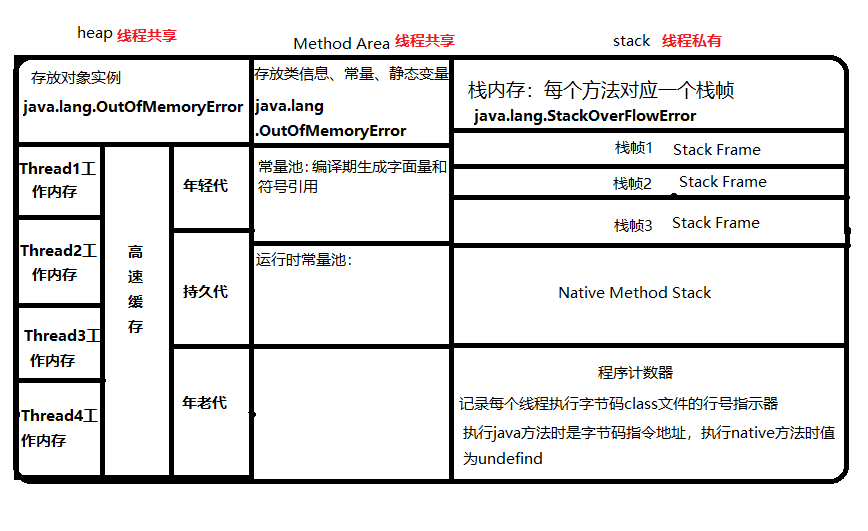 heap 线程共享
Method Area 线程共享
stack 线程私有
存放对象实例
java.lang.OutOfMemoryError
Thread1工
作内存
Thread2工
作内存
Thread3工
作内存
Thread4工
作内存
高
速
缓
存
年轻代
持久代
年老代
存放类信息、常量、静态变量
java.lang
.OutOfMemoryError
常量池: 编译期生成字面量和
符号引用
运行时常量池:
栈内存：每个方法对应一个栈帧
java.lang.StackOverFlowError
栈帧1 Stack Frame
栈帧2 Stack Frame
栈帧3 Stack Frame
Native Method Stack
程序计数器
记录每个线程执行字节码class文件的行号指示器
执行java方法时是字节码指令地址，执行native方法时值
为undefind